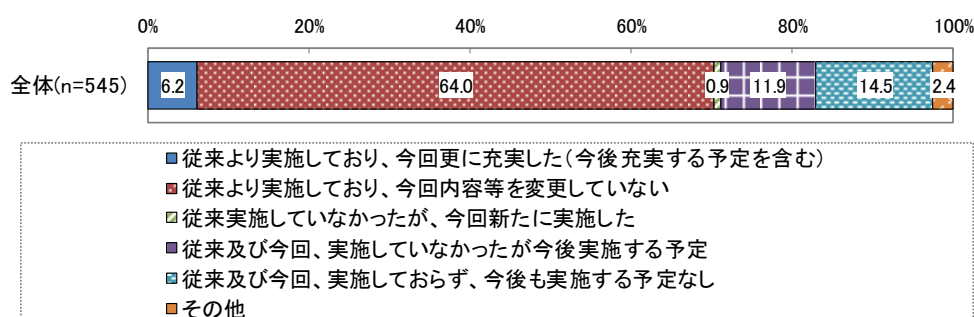 0% 20% 40% 60% 80% 100%
全体(n=545) 6.2 64.0 0.9 11.9 14.5 2.4
従来より実施しており、今回更に充実した(今後充実する予定を含む)
従来より実施しており、今回内容等を変更していない
従来実施していなかったが、今回新たに実施した
従来及び今回、実施していなかったが今後実施する予定
従来及び今回、実施しておらず、今後も実施する予定なし
その他